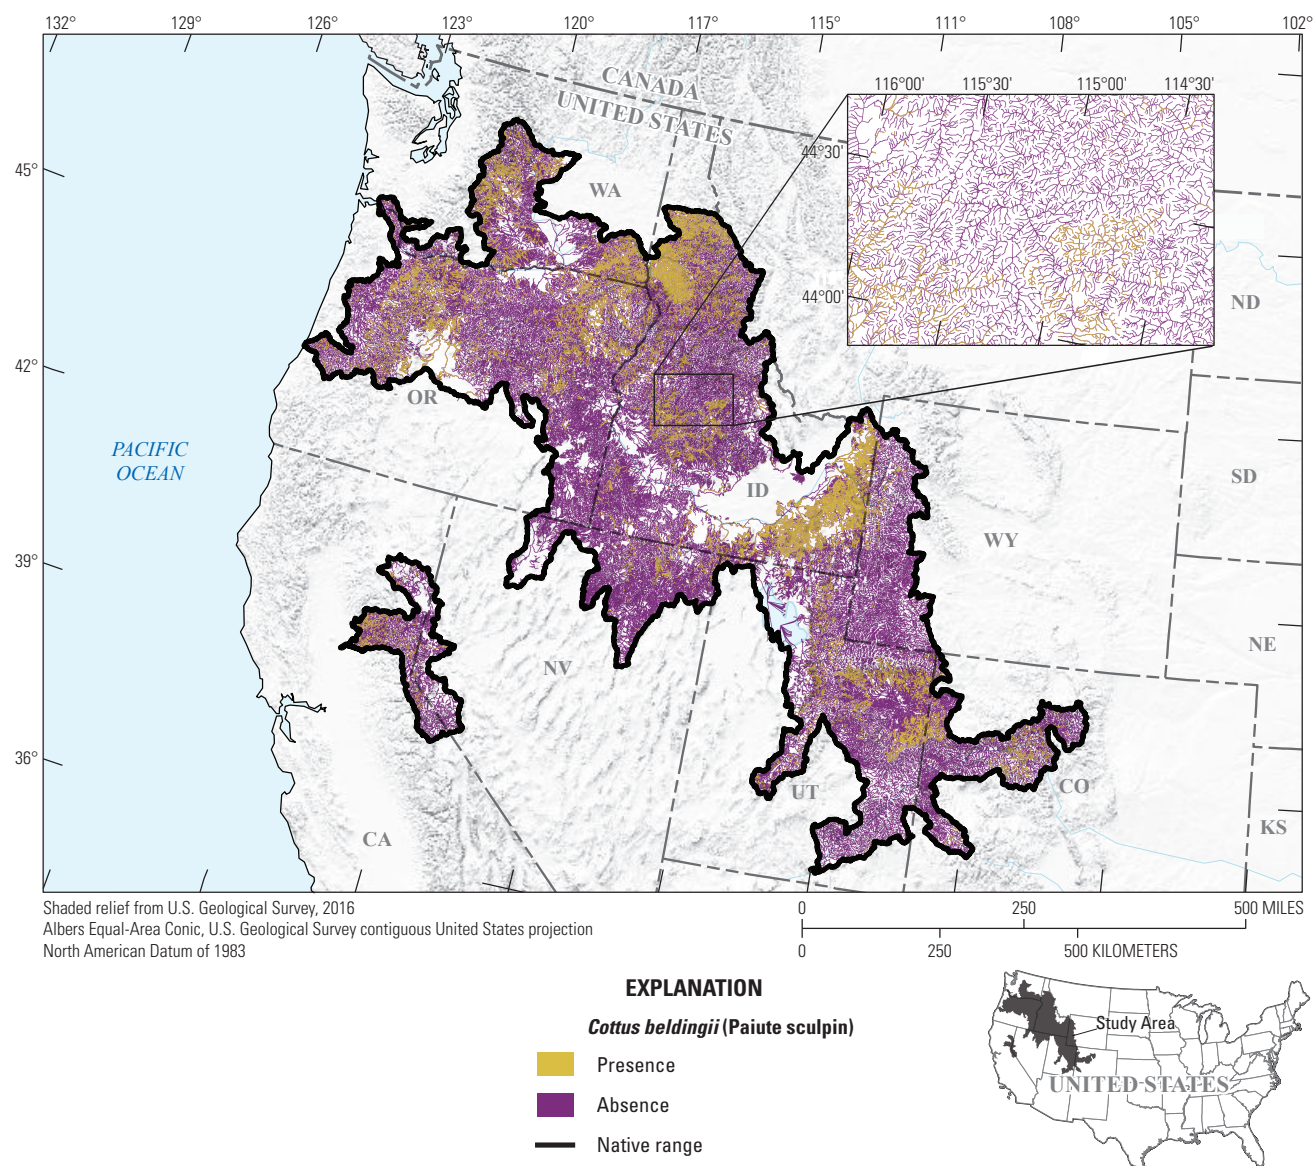 132°
129°
126°
123°
120°
117°
115°
111°
108°
105°
102°
CANADA
UNITED STATES
116°00'
115°30'
115°00'
114°30'
44°30'
44°00'
45°
WA
ND
42°
OR
PACIFIC
OCEAN
ID
SD
WY
39°
NV
NE
36°
UT
CO
CA
KS
Shaded relief from U.S. Geological Survey, 2016
Albers Equal-Area Conic, U.S. Geological Survey contiguous United States projection
North American Datum of 1983
0
250
500 MILES
0
250
500 KILOMETERS
EXPLANATION
Cottus beldingii (Paiute sculpin)
Presence
Absence
Native range
Study Area
UNITED STATES